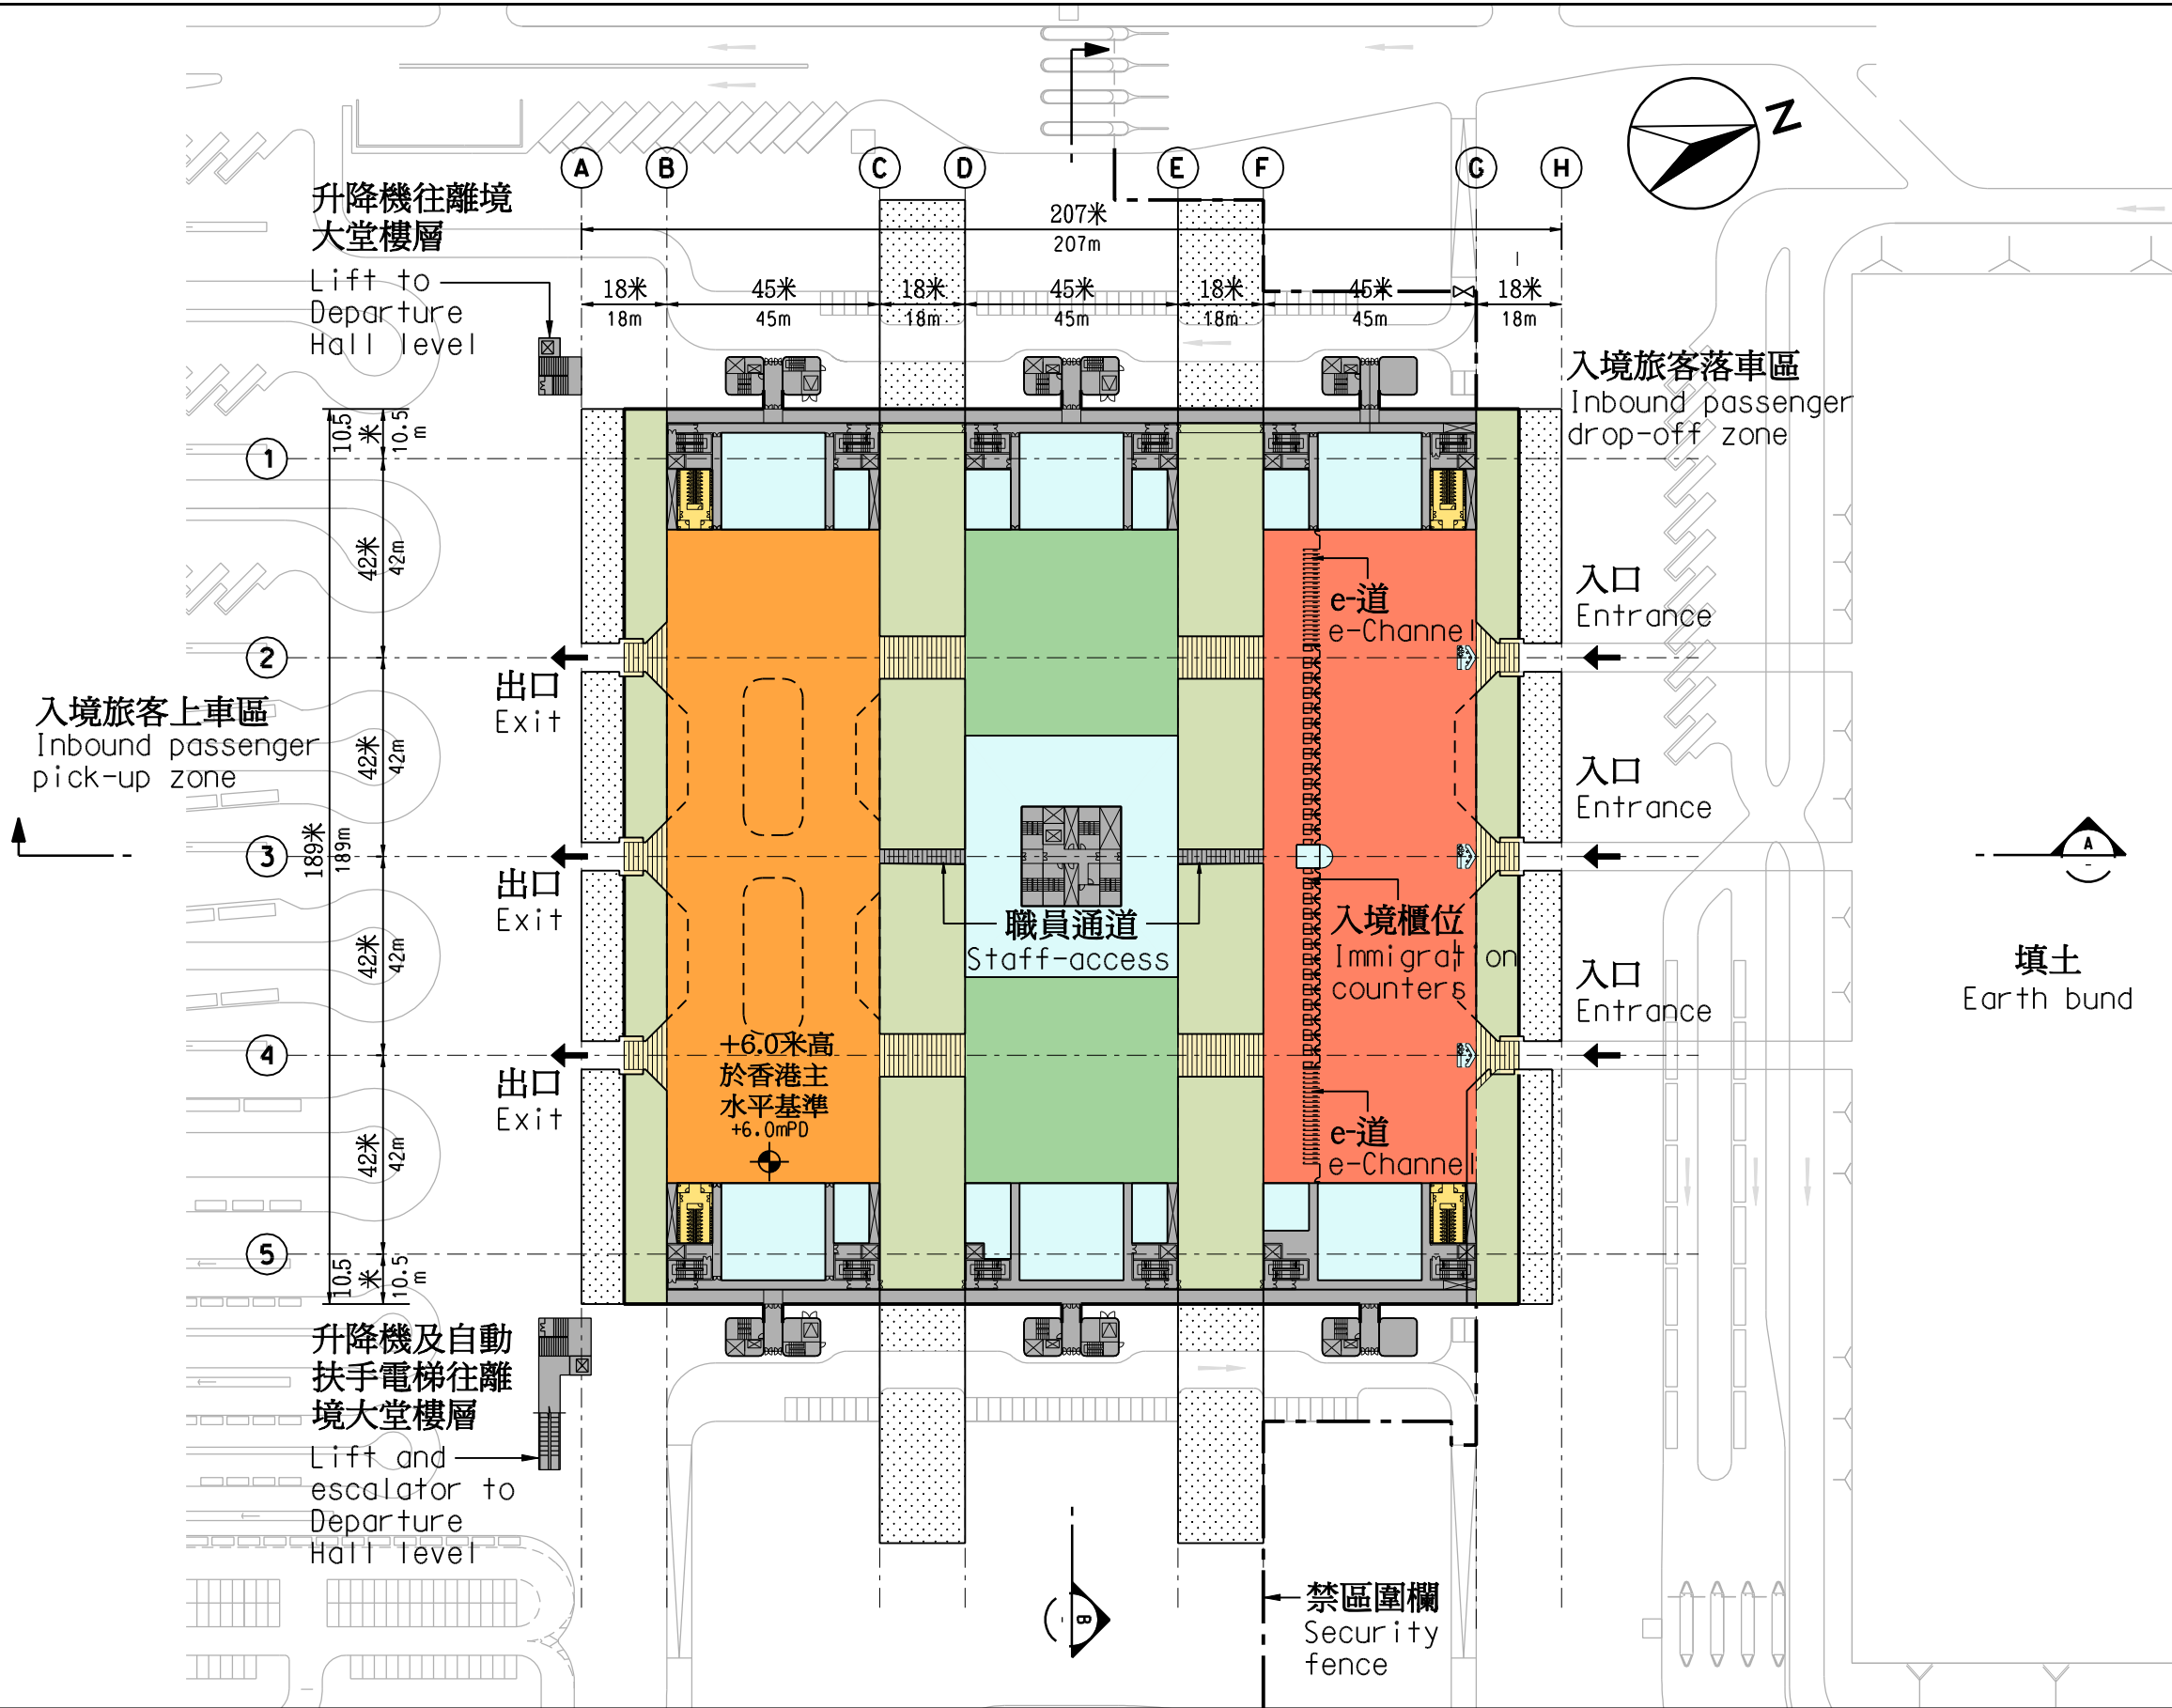 N
A
B
C
D
E
F
G
H
207米
207m
18米
18m
45米
45m
18米
18m
45米
45m
18米
18m
45米
45m
18米
18m
升降機往離境
大堂樓層
Lift to
Departure
Hall level
入境旅客落車區
Inbound passenger
drop-off zone
10.5
米
10.5
m
1
42米
42m
2
42米
42m
3
189米
189m
42米
42m
4
42米
42m
5
10.5
米
10.5
m
e-道
e-Channel
入口
Entrance
出口
Exit
入境旅客上車區
Inbound passenger
pick-up zone
入口
Entrance
出口
Exit
職員通道
Staff-access
入境櫃位
Immigration
counters
入口
Entrance
A
填土
Earth bund
出口
Exit
+6.0米高
於香港主
水平基準
+6.0mPD
e-道
e-Channel
升降機及自動
扶手電梯往離
境大堂樓層
Lift and
escalator to
Departure
Hall level
B
禁區圍欄
Security
fence